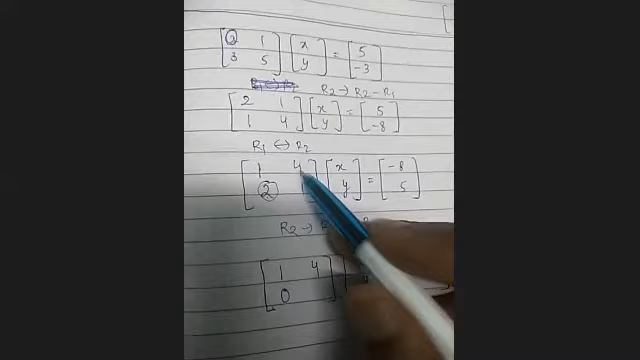 [2 1 3 5] [x y] = [5 -3]
R2 → R2 - R1
[2 1 1 4] [x y] = [5 -8]
R1 ↔ R2
[1 4 2] [x y] = [-8 5]
R2 →
[1 4 0]